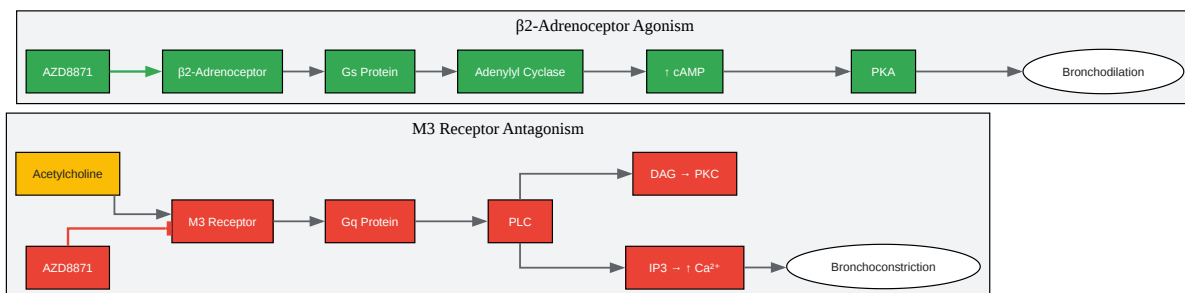 β2-Adrenoceptor Agonism
AZD8871
β2-Adrenoceptor
Gs Protein
Adenylyl Cyclase
↑ cAMP
PKA
Bronchodilation
M3 Receptor Antagonism
Acetylcholine
AZD8871
M3 Receptor
Gq Protein
PLC
DAG → PKC
IP3 → ↑ Ca²⁺
Bronchoconstriction